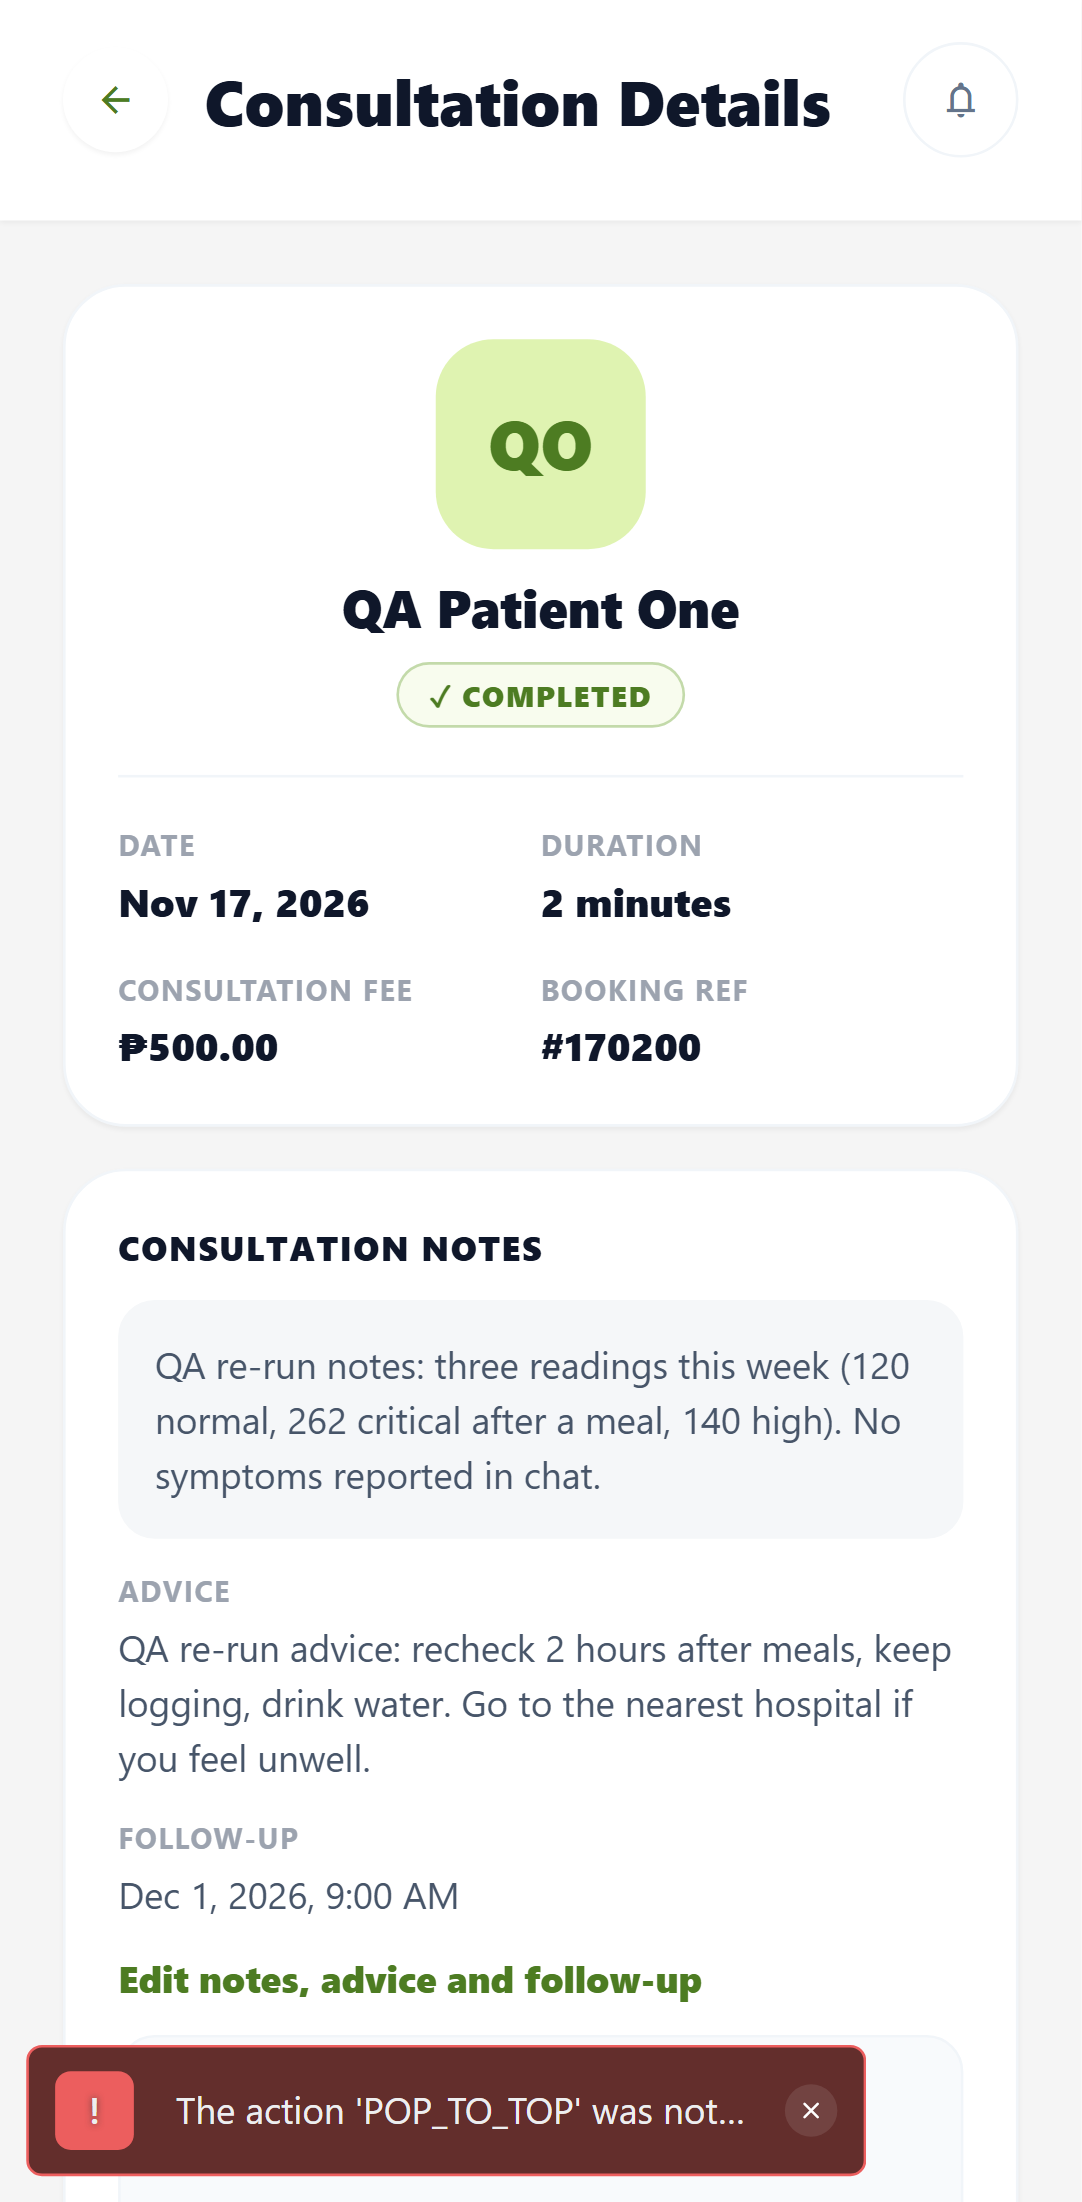 Consultation Details
QO
QA Patient One
✓ COMPLETED
DATE
DURATION
Nov 17, 2026
2 minutes
CONSULTATION FEE
BOOKING REF
₱500.00
#170200
CONSULTATION NOTES
QA re-run notes: three readings this week (120
normal, 262 critical after a meal, 140 high). No
symptoms reported in chat.
ADVICE
QA re-run advice: recheck 2 hours after meals, keep
logging, drink water. Go to the nearest hospital if
you feel unwell.
FOLLOW-UP
Dec 1, 2026, 9:00 AM
Edit notes, advice and follow-up
! The action 'POP_TO_TOP' was not...